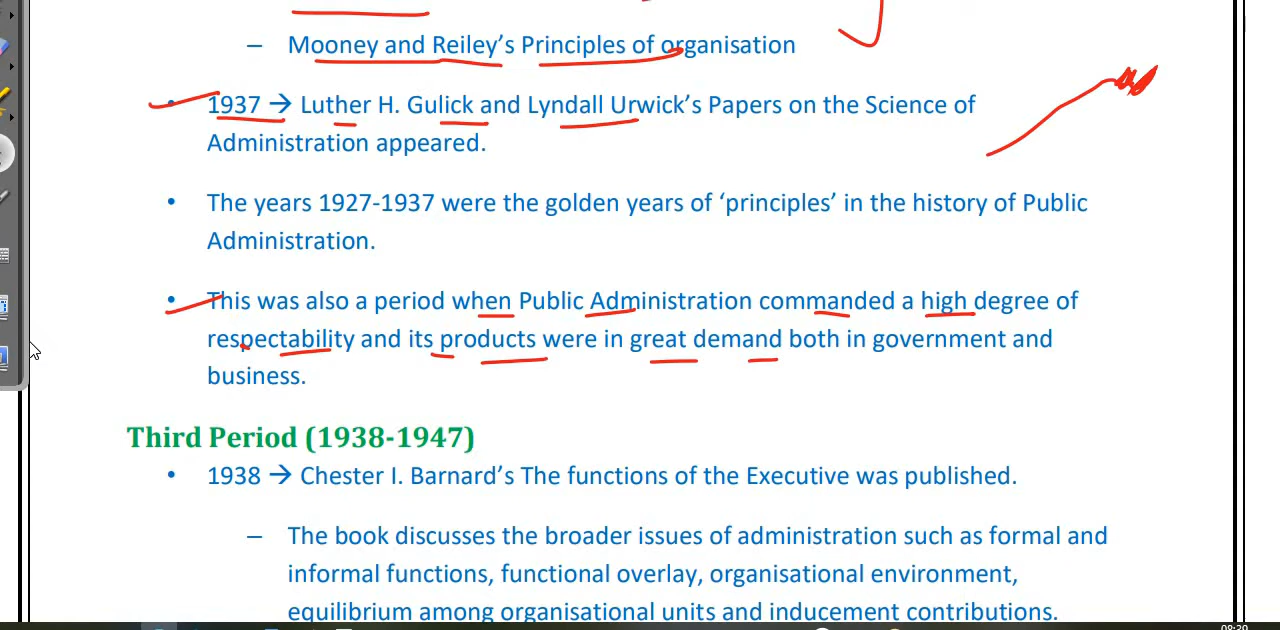 – Mooney and Reiley’s Principles of organisation
• 1937 → Luther H. Gulick and Lyndall Urwick’s Papers on the Science of
Administration appeared.
• The years 1927-1937 were the golden years of ‘principles’ in the history of Public
Administration.
• This was also a period when Public Administration commanded a high degree of
respectability and its products were in great demand both in government and
business.
Third Period (1938-1947)
• 1938 → Chester I. Barnard’s The functions of the Executive was published.
– The book discusses the broader issues of administration such as formal and
informal functions, functional overlay, organisational environment,
equilibrium among organisational units and inducement contributions.